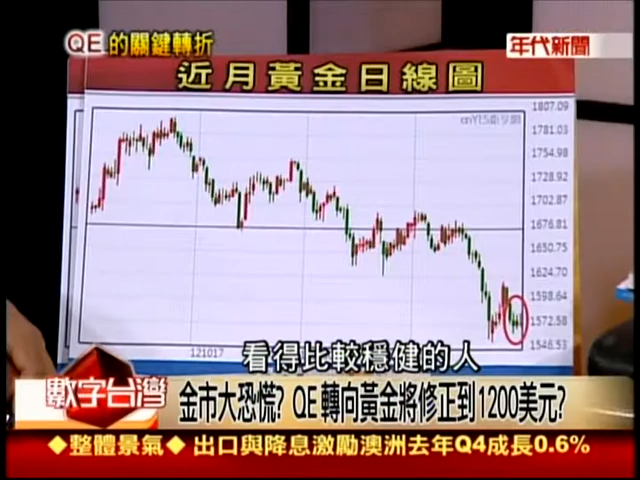 QE的關鍵轉折
年代新聞
近月黃金日線圖
1807.09
1781.03
1754.98
1728.92
1702.87
1676.81
1650.75
1624.70
1598.64
1572.58
1546.53
121017
看得比較穩健的人
數字台灣
金市大恐慌? QE轉向黃金將修正到1200美元?
◆整體景氣◆ 出口與降息激勵澳洲去年Q4成長0.6%